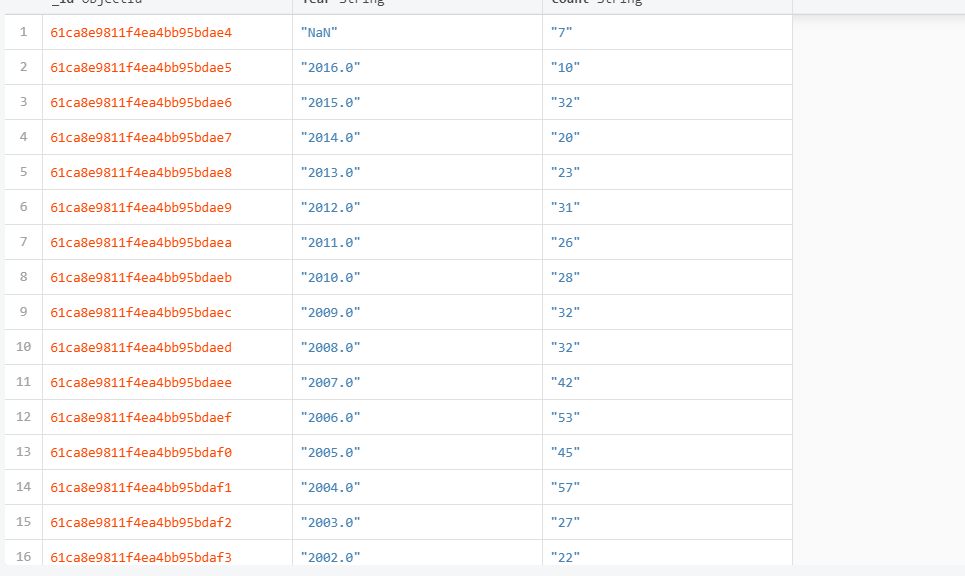 _id ObjectId Year String Count String
1 61ca8e9811f4ea4bb95bdae4 "NaN" "7"
2 61ca8e9811f4ea4bb95bdae5 "2016.0" "10"
3 61ca8e9811f4ea4bb95bdae6 "2015.0" "32"
4 61ca8e9811f4ea4bb95bdae7 "2014.0" "20"
5 61ca8e9811f4ea4bb95bdae8 "2013.0" "23"
6 61ca8e9811f4ea4bb95bdae9 "2012.0" "31"
7 61ca8e9811f4ea4bb95bdaea "2011.0" "26"
8 61ca8e9811f4ea4bb95bdaeb "2010.0" "28"
9 61ca8e9811f4ea4bb95bdaec "2009.0" "32"
10 61ca8e9811f4ea4bb95bdaed "2008.0" "32"
11 61ca8e9811f4ea4bb95bdaee "2007.0" "42"
12 61ca8e9811f4ea4bb95bdaef "2006.0" "53"
13 61ca8e9811f4ea4bb95bdaf0 "2005.0" "45"
14 61ca8e9811f4ea4bb95bdaf1 "2004.0" "57"
15 61ca8e9811f4ea4bb95bdaf2 "2003.0" "27"
16 61ca8e9811f4ea4bb95bdaf3 "2002.0" "22"